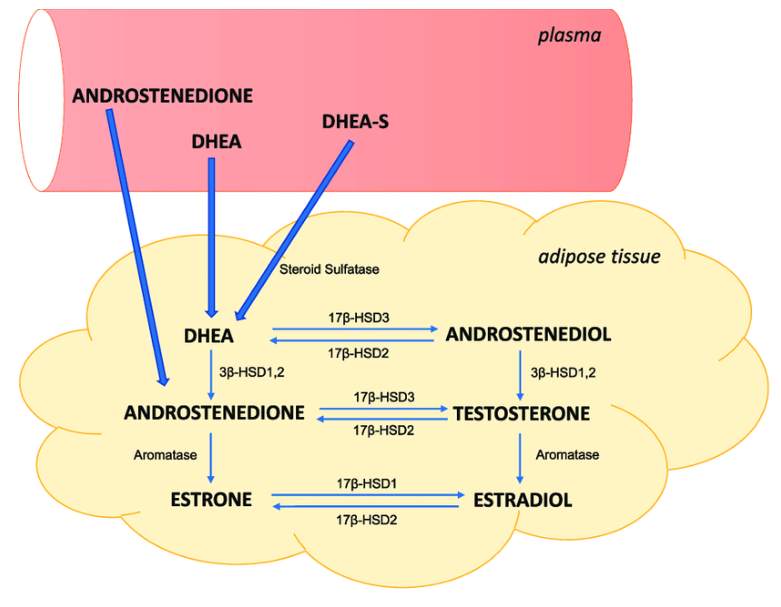 plasma
ANDROSTENEDIONE
DHEA-S
DHEA
adipose tissue
Steroid Sulfatase
17β-HSD3
DHEA
ANDROSTENEDIOL
17β-HSD2
3β-HSD1,2
3β-HSD1,2
17β-HSD3
ANDROSTENEDIONE
TESTOSTERONE
17β-HSD2
Aromatase
Aromatase
17β-HSD1
ESTRONE
ESTRADIOL
17β-HSD2